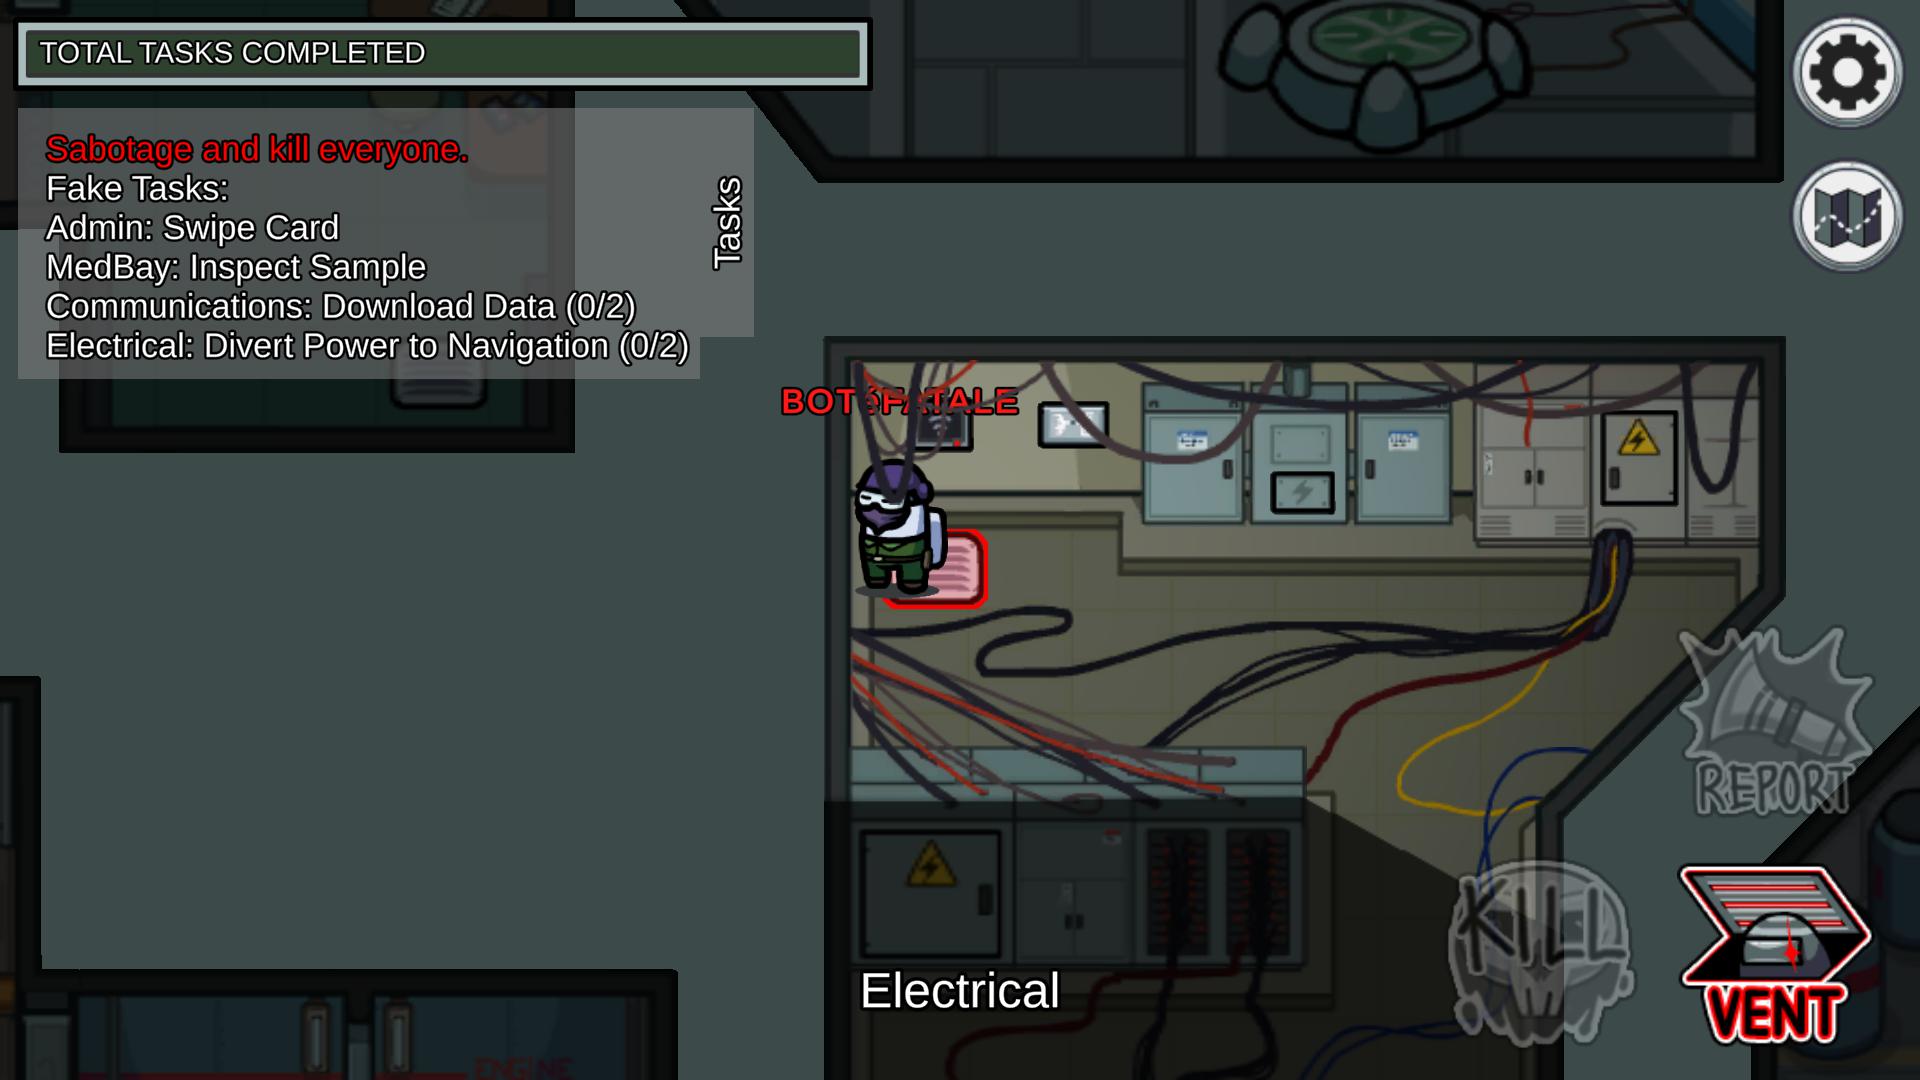 TOTAL TASKS COMPLETED
Sabotage and kill everyone.
Fake Tasks:
Admin: Swipe Card
MedBay: Inspect Sample
Communications: Download Data (0/2)
Electrical: Divert Power to Navigation (0/2)
Tasks
REPORT
KILL
VENT
Electrical
ENGINE